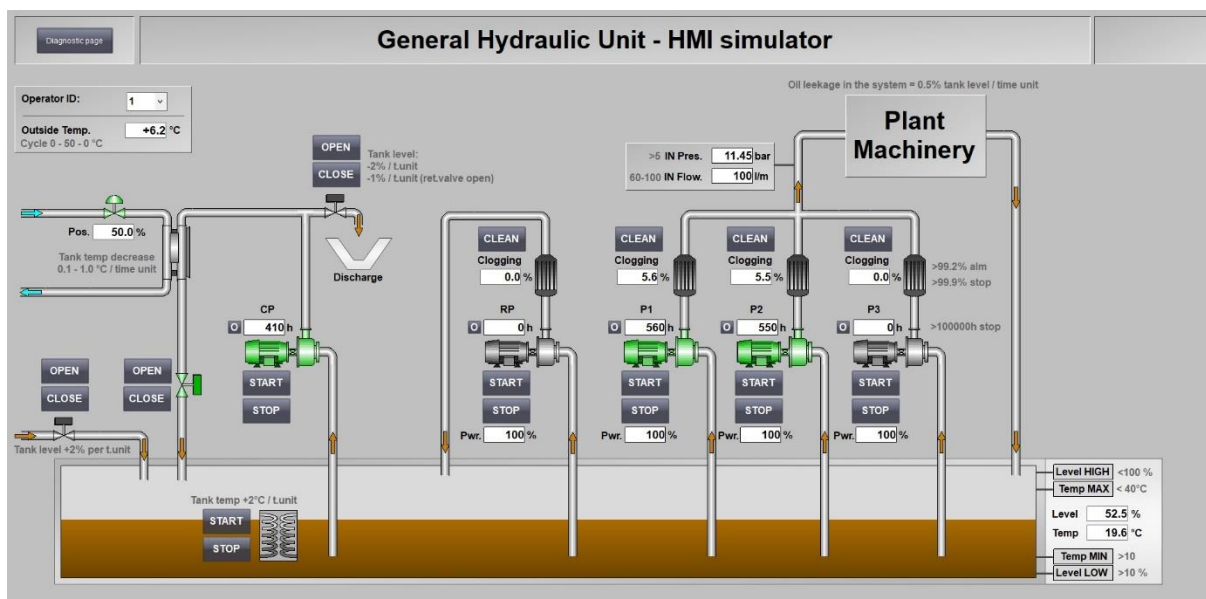 Diagnostic page
General Hydraulic Unit - HMI simulator
Operator ID: 1
Outside Temp. +6.2 °C
Cycle 0 - 50 - 0 °C
OPEN
CLOSE
Tank level:
-2% / t.unit
-1% / t.unit (ret.valve open)
Discharge
Pos. 50.0 %
Tank temp decrease
0.1 - 1.0 °C / time unit
Oil leekage in the system = 0.5% tank level / time unit
Plant
Machinery
>5 IN Pres. 11.45 bar
60-100 IN Flow. 100 l/m
CLEAN
Clogging
0.0 %
CLEAN
Clogging
5.6 %
CLEAN
Clogging
5.5 %
CLEAN
Clogging
0.0 %
>99.2% alm
>99.9% stop
CP
O 410 h
START
STOP
RP
O 0 h
START
STOP
Pwr. 100 %
P1
O 560 h
START
STOP
Pwr. 100 %
P2
O 550 h
START
STOP
Pwr. 100 %
P3
O 0 h
>100000h stop
START
STOP
Pwr. 100 %
OPEN
CLOSE
OPEN
CLOSE
Tank level +2% per t.unit
Tank temp +2°C / t.unit
START
STOP
Level HIGH <100 %
Temp MAX < 40°C
Level 52.5 %
Temp 19.6 °C
Temp MIN >10
Level LOW >10 %